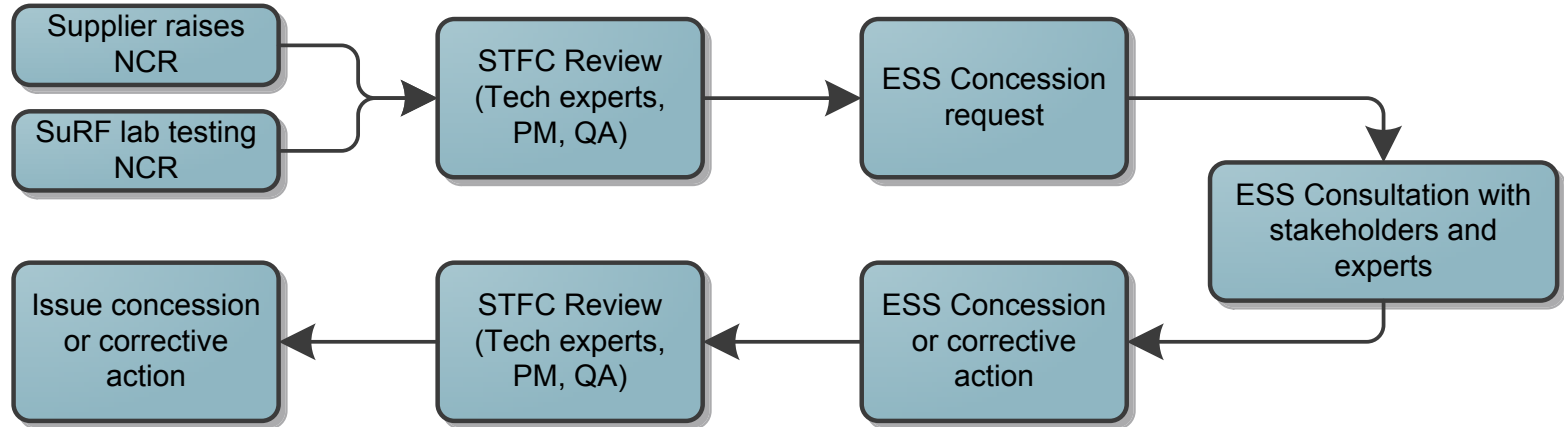 Supplier raises
NCR
SuRF lab testing
NCR
STFC Review
(Tech experts,
PM, QA)
ESS Concession
request
ESS Consultation with
stakeholders and
experts
ESS Concession
or corrective
action
STFC Review
(Tech experts,
PM, QA)
Issue concession
or corrective
action